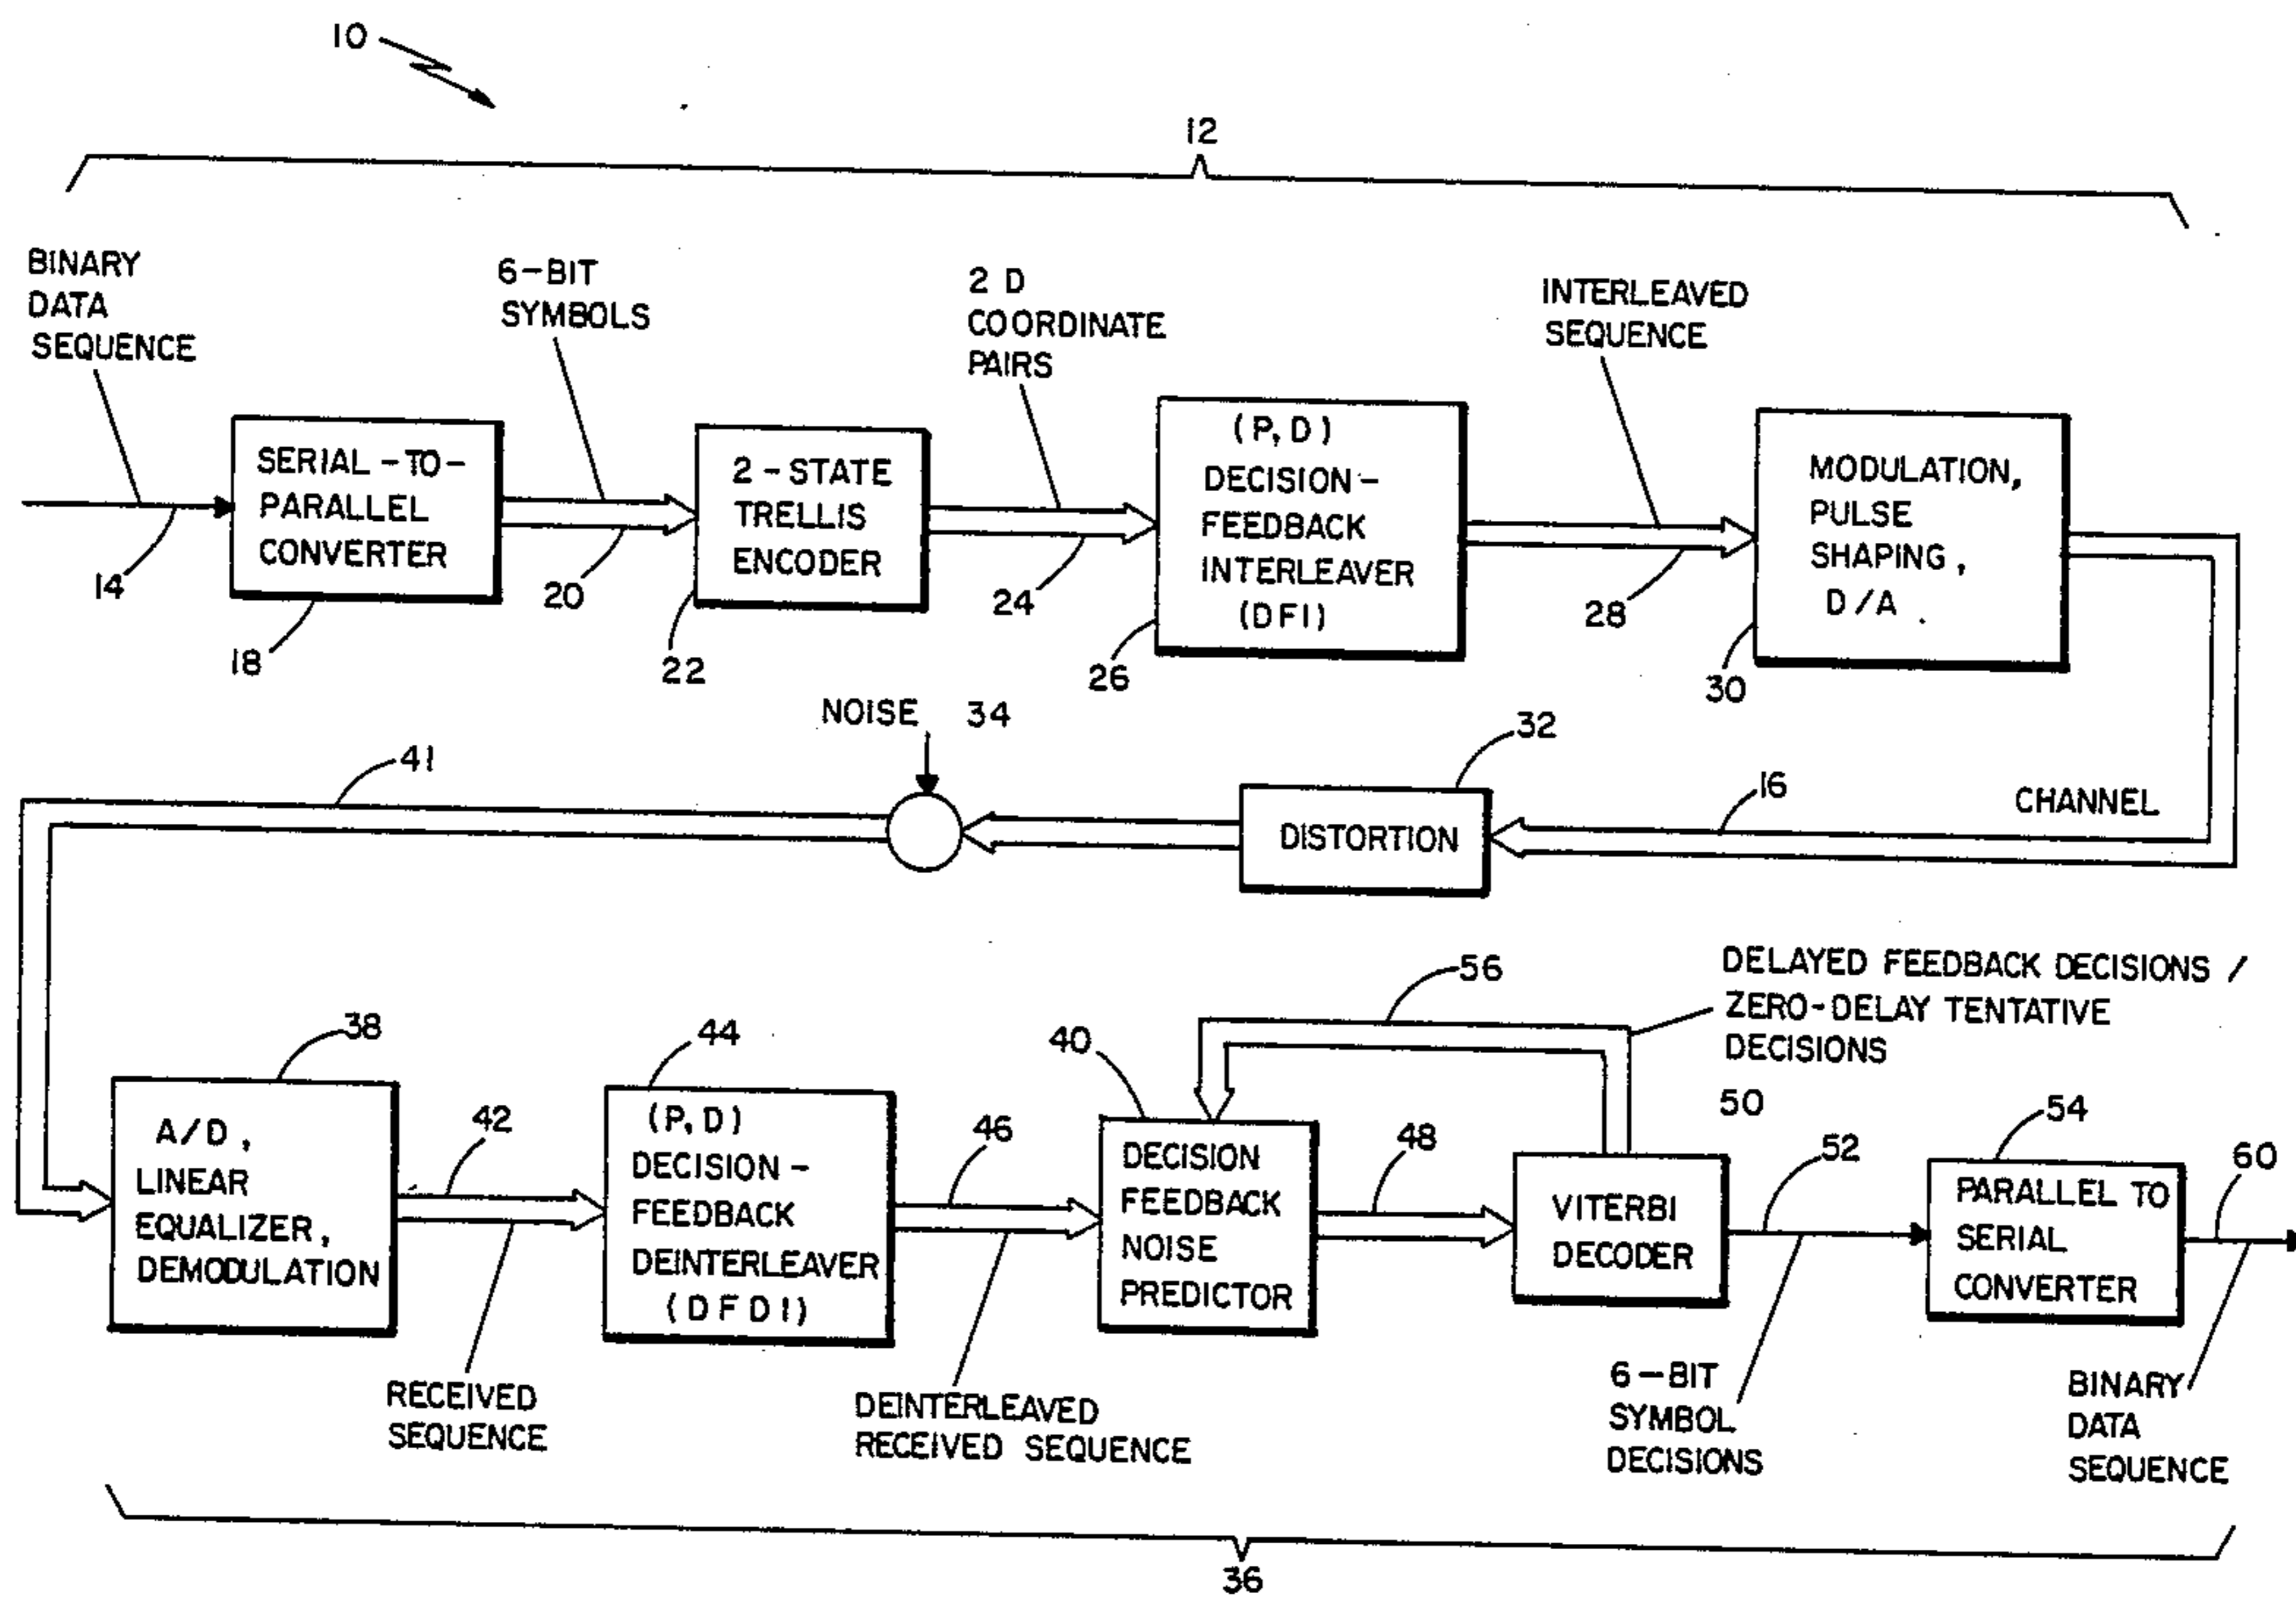 10
12
BINARY
DATA
SEQUENCE
6-BIT
SYMBOLS
2 D
COORDINATE
PAIRS
INTERLEAVED
SEQUENCE
SERIAL-TO-
PARALLEL
CONVERTER
2-STATE
TRELLIS
ENCODER
(P,D)
DECISION-
FEEDBACK
INTERLEAVER
(DFI)
MODULATION,
PULSE
SHAPING,
D/A
14
18
20
22
24
26
28
30
NOISE 34
32
41
16
CHANNEL
DISTORTION
56
DELAYED FEEDBACK DECISIONS /
ZERO-DELAY TENTATIVE
DECISIONS
38
44
40
50
54
A/D,
LINEAR
EQUALIZER,
DEMODULATION
42
(P,D)
DECISION-
FEEDBACK
DEINTERLEAVER
(DFDI)
46
DECISION
FEEDBACK
NOISE
PREDICTOR
48
VITERBI
DECODER
52
PARALLEL TO
SERIAL
CONVERTER
60
RECEIVED
SEQUENCE
DEINTERLEAVED
RECEIVED SEQUENCE
6-BIT
SYMBOL
DECISIONS
BINARY
DATA
SEQUENCE
36